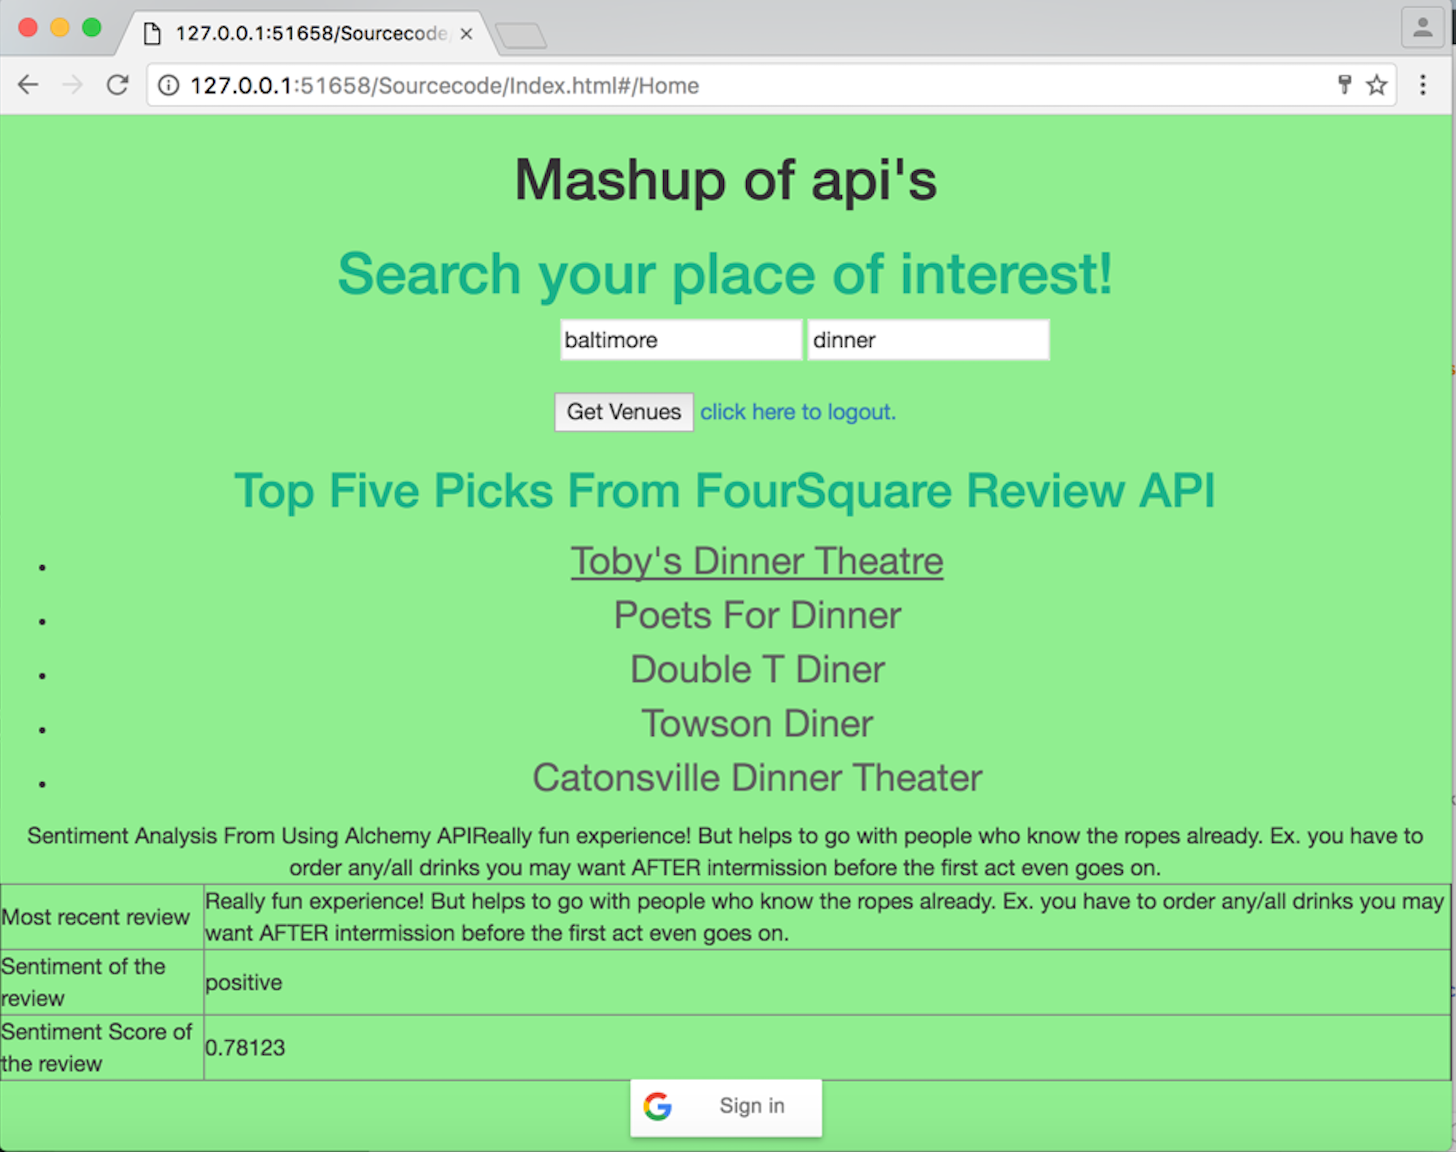 127.0.0.1:51658/Sourcecode
127.0.0.1:51658/Sourcecode/Index.html#/Home
Mashup of api's
Search your place of interest!
baltimore dinner
Get Venues click here to logout.
Top Five Picks From FourSquare Review API
• Toby's Dinner Theatre
• Poets For Dinner
• Double T Diner
• Towson Diner
• Catonsville Dinner Theater
Sentiment Analysis From Using Alchemy APIReally fun experience! But helps to go with people who know the ropes already. Ex. you have to
order any/all drinks you may want AFTER intermission before the first act even goes on.
Most recent review
Really fun experience! But helps to go with people who know the ropes already. Ex. you have to order any/all drinks you may
want AFTER intermission before the first act even goes on.
Sentiment of the
review
positive
Sentiment Score of
the review
0.78123
Sign in